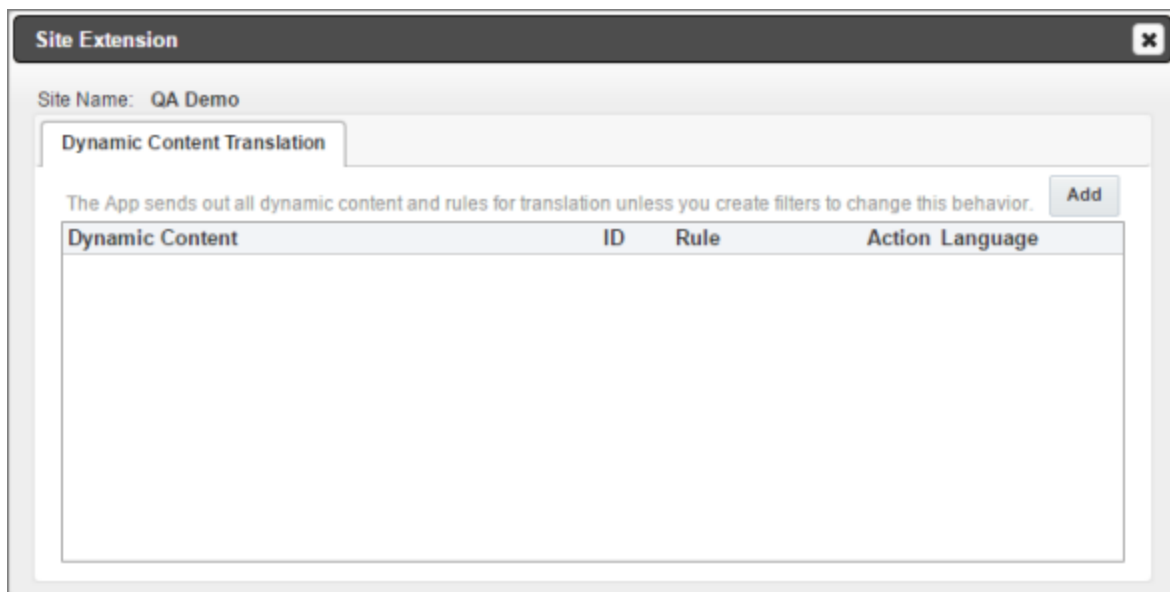 Site Extension
Site Name: QA Demo
Dynamic Content Translation
The App sends out all dynamic content and rules for translation unless you create filters to change this behavior. Add
Dynamic Content ID Rule Action Language